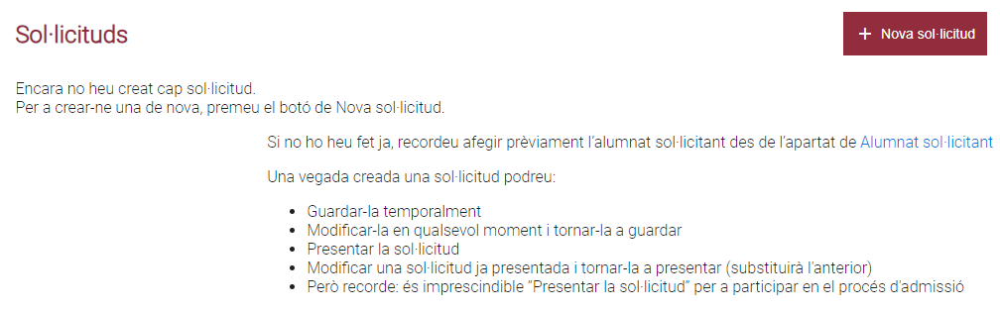 Sol·licituds
+ Nova sol·licitud
Encara no heu creat cap sol·licitud.
Per a crear-ne una de nova, premeu el botó de Nova sol·licitud.
Si no ho heu fet ja, recordeu afegir prèviament l'alumnat sol·licitant des de l'apartat de Alumnat sol·licitant
Una vegada creada una sol·licitud podreu:
• Guardar-la temporalment
• Modificar-la en qualsevol moment i tornar-la a guardar
• Presentar la sol·licitud
• Modificar una sol·licitud ja presentada i tornar-la a presentar (substituirà l'anterior)
• Però recorde: és imprescindible “Presentar la sol·licitud” per a participar en el procés d'admissió